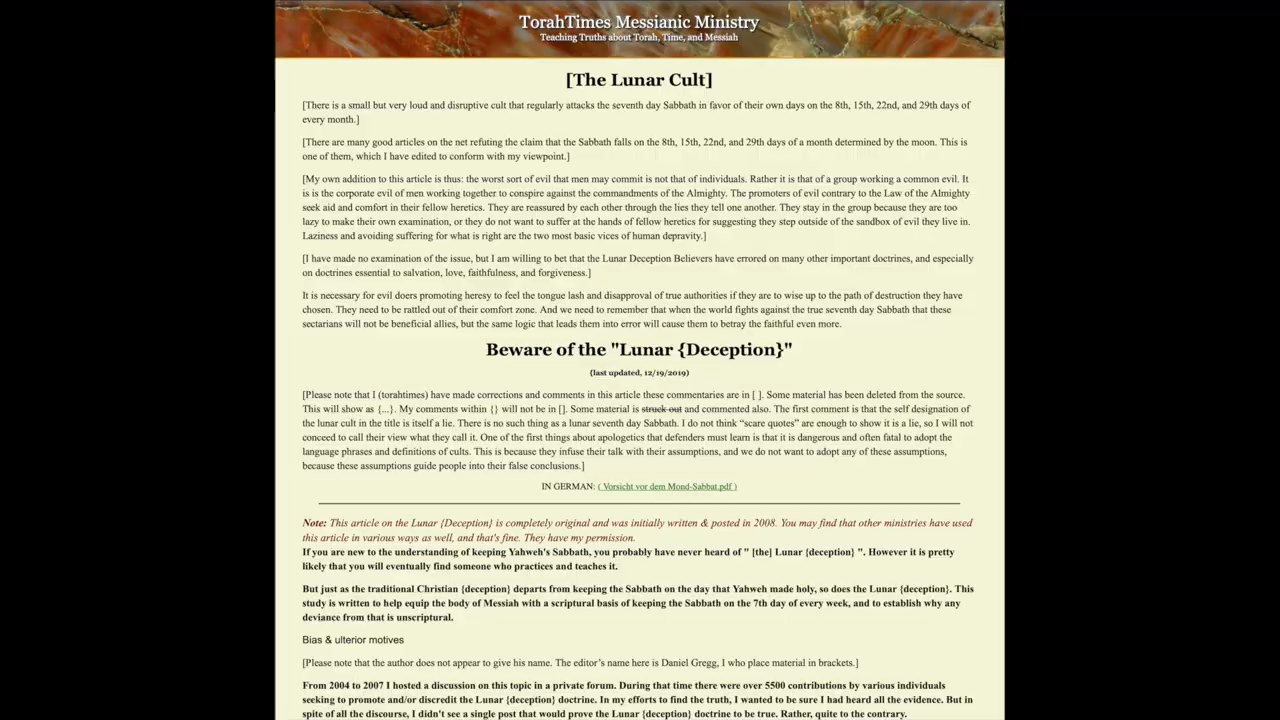 TorahTimes Messianic Ministry
Teaching Truths about Torah, Time, and Messiah
[The Lunar Cult]
[There is a small but very loud and disruptive cult that regularly attacks the seventh day Sabbath in favor of their own days on the 8th, 15th, 22nd, and 29th days of
every month.]
[There are many good articles on the net refuting the claim that the Sabbath falls on the 8th, 15th, 22nd, and 29th days of a month determined by the moon. This is
one of them, which I have edited to conform with my viewpoint.]
[My own addition to this article is thus: the worst sort of evil that men may commit is not that of individuals. Rather it is that of a group working a common evil. It
is is the corporate evil of men working together to conspire against the commandments of the Almighty. The promoters of evil contrary to the Law of the Almighty
seek aid and comfort in their fellow heretics. They are reassured by each other through the lies they tell one another. They stay in the group because they are too
lazy to make their own examination, or they do not want to suffer at the hands of fellow heretics for suggesting they step outside of the sandbox of evil they live in.
Laziness and avoiding suffering for what is right are the two most basic vices of human depravity.]
[I have made no examination of the issue, but I am willing to bet that the Lunar Deception Believers have errored on many other important doctrines, and especially
on doctrines essential to salvation, love, faithfulness, and forgiveness.]
It is necessary for evil doers promoting heresy to feel the tongue lash and disapproval of true authorities if they are to wise up to the path of destruction they have
chosen. They need to be rattled out of their comfort zone. And we need to remember that when the world fights against the true seventh day Sabbath that these
sectarians will not be beneficial allies, but the same logic that leads them into error will cause them to betray the faithful even more.
Beware of the "Lunar {Deception}"
{last updated, 12/19/2019}
[Please note that I (torahtimes) have made corrections and comments in this article these commentaries are in [ ]. Some material has been deleted from the source.
This will show as {...}. My comments within {} will not be in []. Some material is struck out and commented also. The first comment is that the self designation of
the lunar cult in the title is itself a lie. There is no such thing as a lunar seventh day Sabbath. I do not think “scare quotes” are enough to show it is a lie, so I will not
conceed to call their view what they call it. One of the first things about apologetics that defenders must learn is that it is dangerous and often fatal to adopt the
language phrases and definitions of cults. This is because they infuse their talk with their assumptions, and we do not want to adopt any of these assumptions,
because these assumptions guide people into their false conclusions.]
IN GERMAN: ( Vorsicht vor dem Mond-Sabbat.pdf )
Note: This article on the Lunar {Deception} is completely original and was initially written & posted in 2008. You may find that other ministries have used
this article in various ways as well, and that's fine. They have my permission.
If you are new to the understanding of keeping Yahweh's Sabbath, you probably have never heard of " [the] Lunar {deception} ". However it is pretty
likely that you will eventually find someone who practices and teaches it.
But just as the traditional Christian {deception} departs from keeping the Sabbath on the day that Yahweh made holy, so does the Lunar {deception}. This
study is written to help equip the body of Messiah with a scriptural basis of keeping the Sabbath on the 7th day of every week, and to establish why any
deviance from that is unscriptural.
Bias & ulterior motives
[Please note that the author does not appear to give his name. The editor’s name here is Daniel Gregg, I who place material in brackets.]
From 2004 to 2007 I hosted a discussion on this topic in a private forum. During that time there were over 5500 contributions by various individuals
seeking to promote and/or discredit the Lunar {deception} doctrine. In my efforts to find the truth, I wanted to be sure I had heard all the evidence. But in
spite of all the discourse, I didn't see a single post that would prove the Lunar {deception} doctrine to be true. Rather, quite to the contrary.